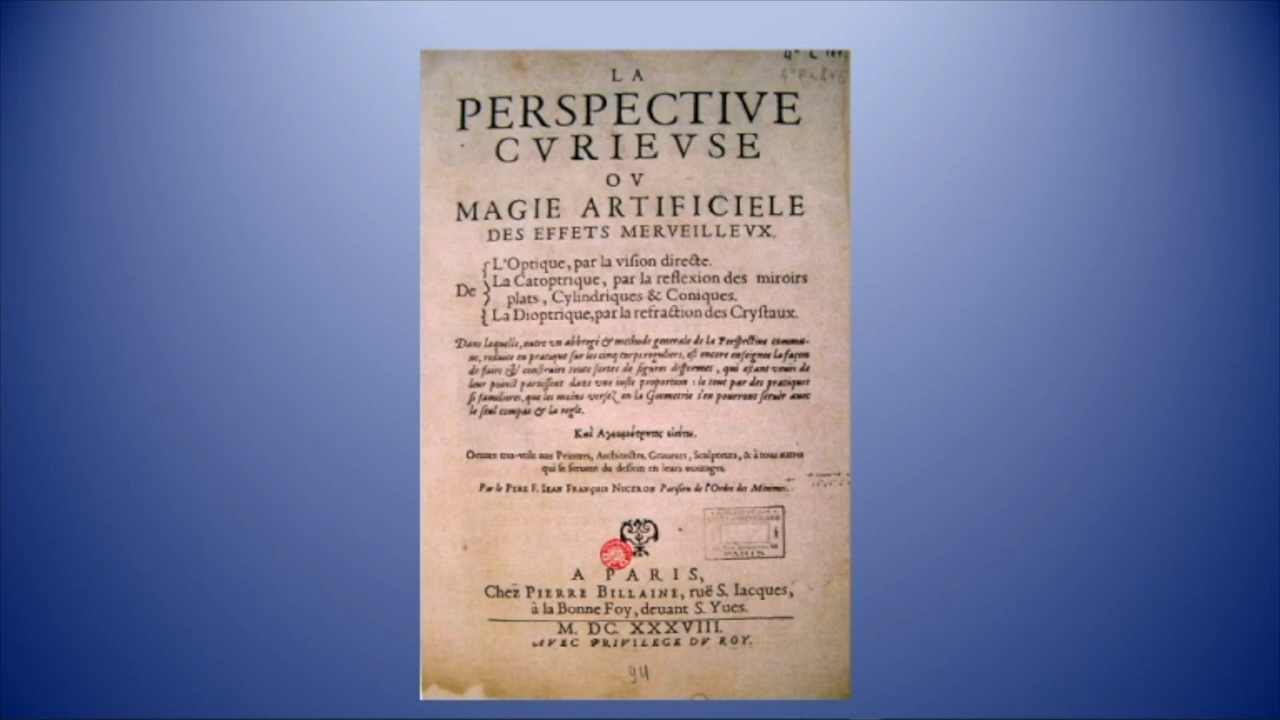 LA
PERSPECTIVE
CVRIEVSE
OV
MAGIE ARTIFICIELE
DES EFFETS MERVEILLEVX.
L'Optique, par la viſion directe.
De La Catoptrique, par la reflexion des miroirs
plats, Cylindriques & Coniques.
La Dioptrique, par la refraction des Cryſtaux.
Dans laquelle, outre vn abbregé & methode generale de la Perſpectiue commu-
ne, reduite en pratique ſur les cinq corps reguliers, eſt encore enſeignee la façon
de faire & conſtruire toute ſortes de figures difformes, qui eſtant veuës de
leur poinct paroiſſent dans vne iuſte proportion: le tout par des pratiques
ſi familieres, que les moins verſez en la Geometrie s'en pourront ſeruir auec
le ſeul compas & la regle.
Καὶ
Oeuure tres-vtile aux Peintres, Architectes, Graueurs, Sculpteurs, & à tous autres
qui ſe ſeruent du deſſein en leurs ouurages.
Par le PERE F. IEAN FRANÇOIS NICERON Pariſien de l'Ordre des Minimes.
PARIS
A PARIS,
Chez PIERRE BILLAINE, ruë S. Iacques,
à la Bonne Foy, deuant S. Yues.
M. DC. XXXVIII.
AVEC PRIVILEGE DV ROY.
94